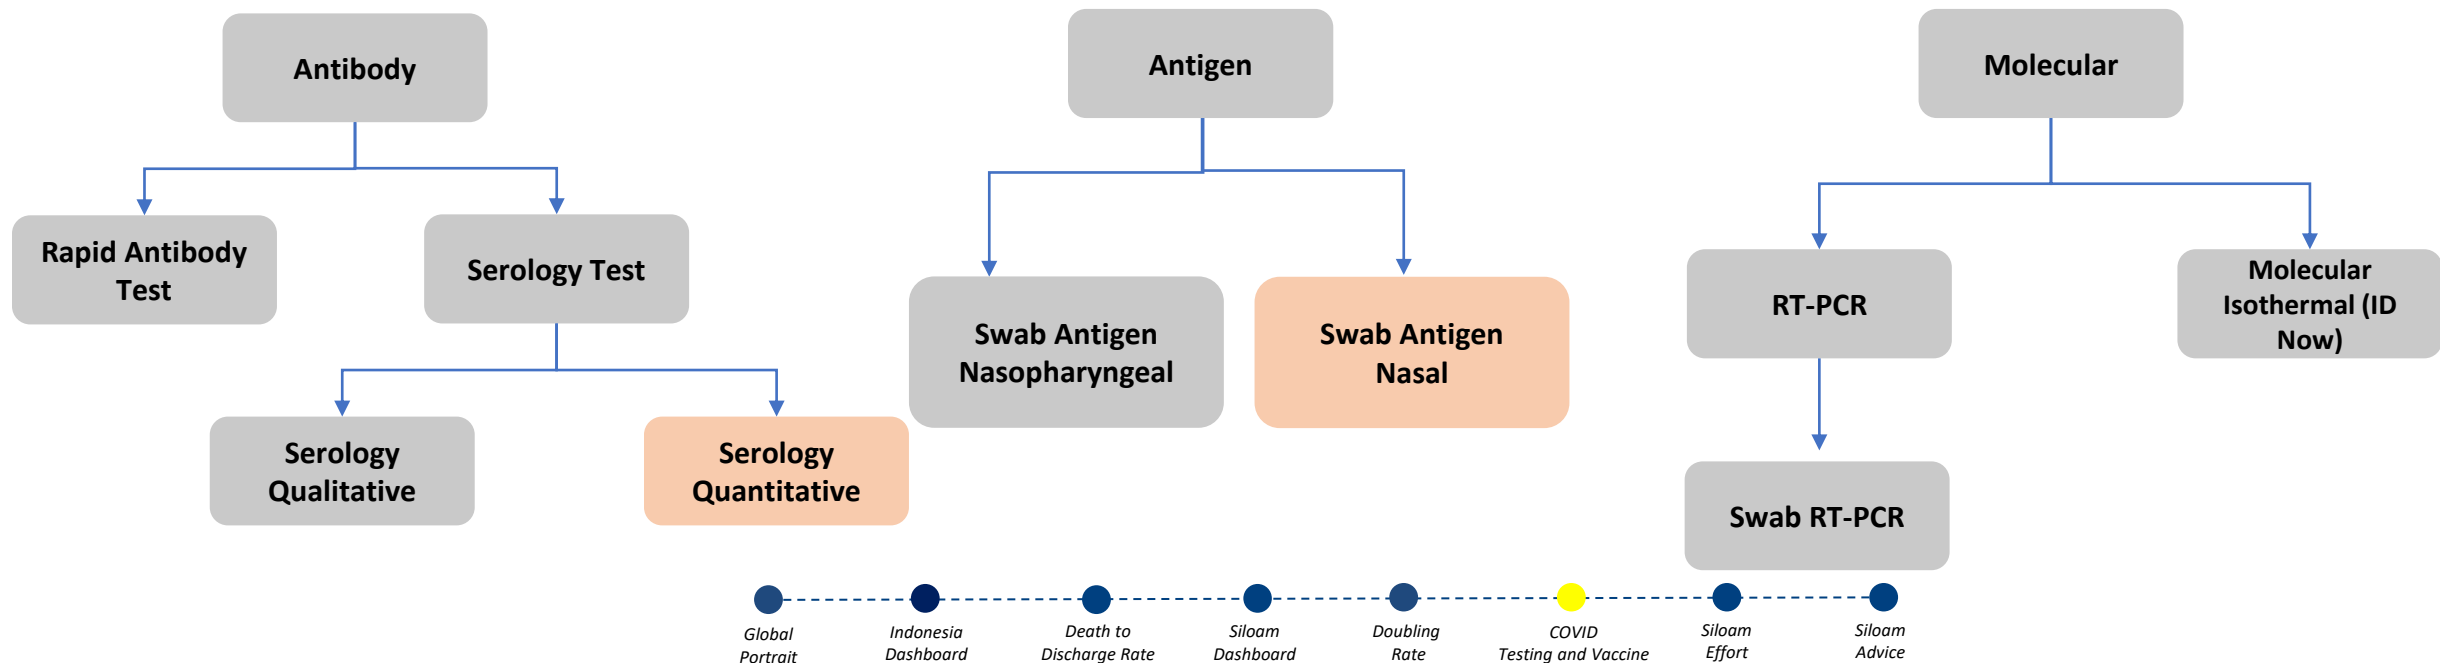 Antibody
Antigen
Molecular
Rapid Antibody
Test
Serology Test
Serology
Qualitative
Serology
Quantitative
Swab Antigen
Nasopharyngeal
Swab Antigen
Nasal
RT-PCR
Molecular
Isothermal (ID
Now)
Swab RT-PCR
Global
Portrait
Indonesia
Dashboard
Death to
Discharge Rate
Siloam
Dashboard
Doubling
Rate
COVID
Testing and Vaccine
Siloam
Effort
Siloam
Advice